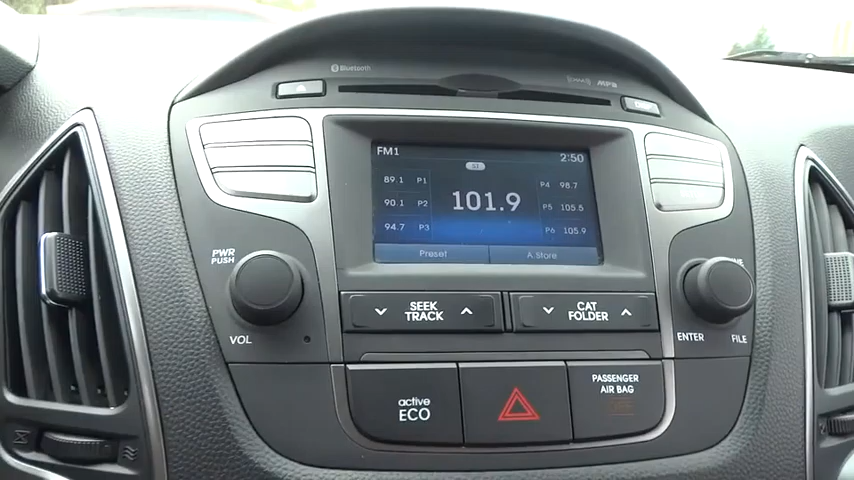 Bluetooth
MP3
DISP
FM1
ST
2:50
89.1 P1
90.1 P2
94.7 P3
101.9
P4 98.7
P5 105.5
P6 105.9
Preset
A.Store
PWR
PUSH
VOL
SEEK
TRACK
CAT
FOLDER
ENTER
FILE
active
ECO
PASSENGER
AIR BAG